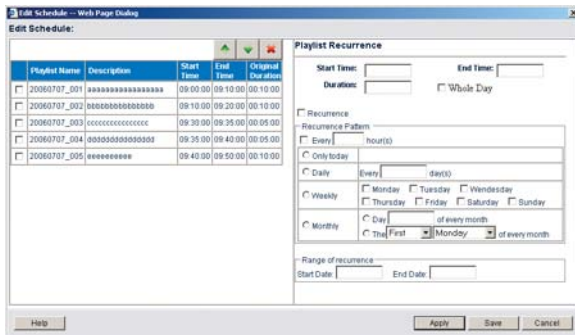 Edit Schedule -- Web Page Dialog
Edit Schedule:
Playlist Name Description Start Time End Time Original Duration
20060707_001 aaaaaaaaaaaaaaaaa 09:00:00 09:10:00 00:10:00
20060707_002 bbbbbbbbbbbbbbb 09:10:00 09:20:00 00:10:00
20060707_003 cccccccccccccccc 09:30:00 09:35:00 00:05:00
20060707_004 ddddddddddddddd 09:35:00 09:40:00 00:05:00
20060707_005 eeeeeeeeee 09:40:00 09:50:00 00:10:00
Playlist Recurrence
Start Time: End Time:
Duration: Whole Day
Recurrence
Recurrence Pattern
Every hour(s)
Only today
Daily Every day(s)
Weekly Monday Tuesday Wendesday
Thursday Friday Saturday Sunday
Monthly Day of every month
The First Monday of every month
Range of recurrence
Start Date: End Date:
Help Apply Save Cancel